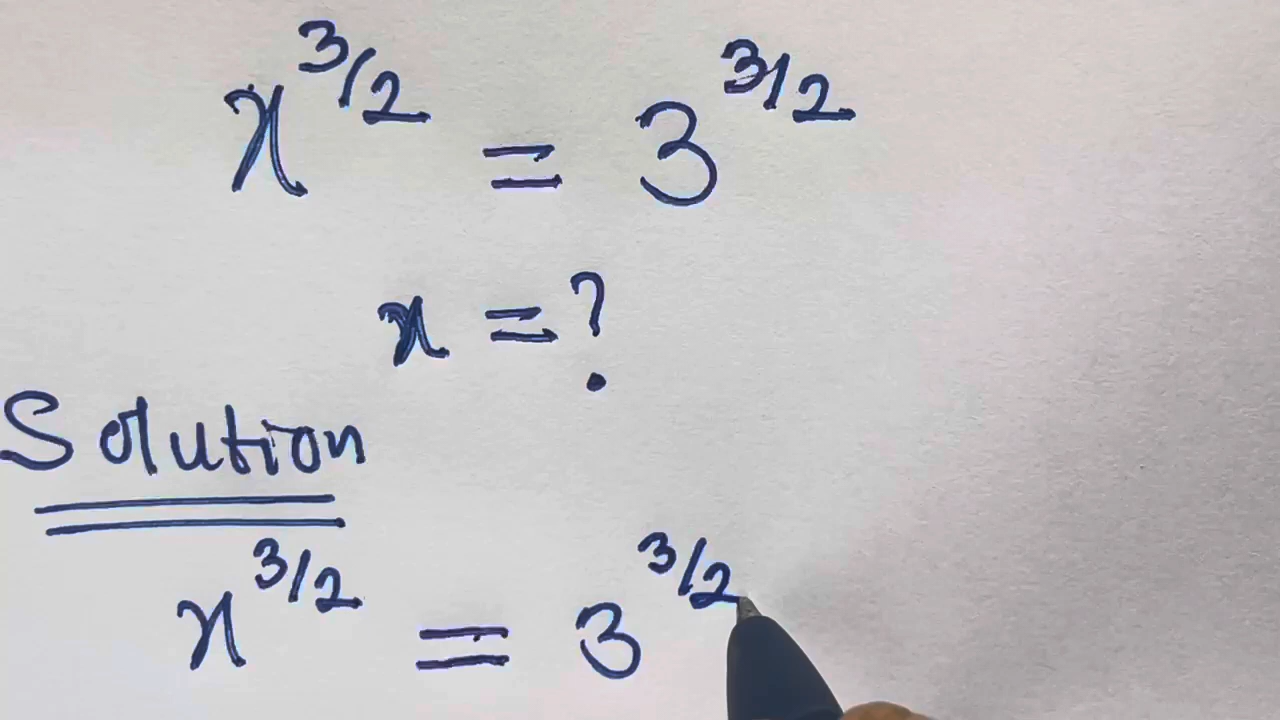 x^3/2 = 3^3/2
x = ?
Solution
x^3/2 = 3^3/2